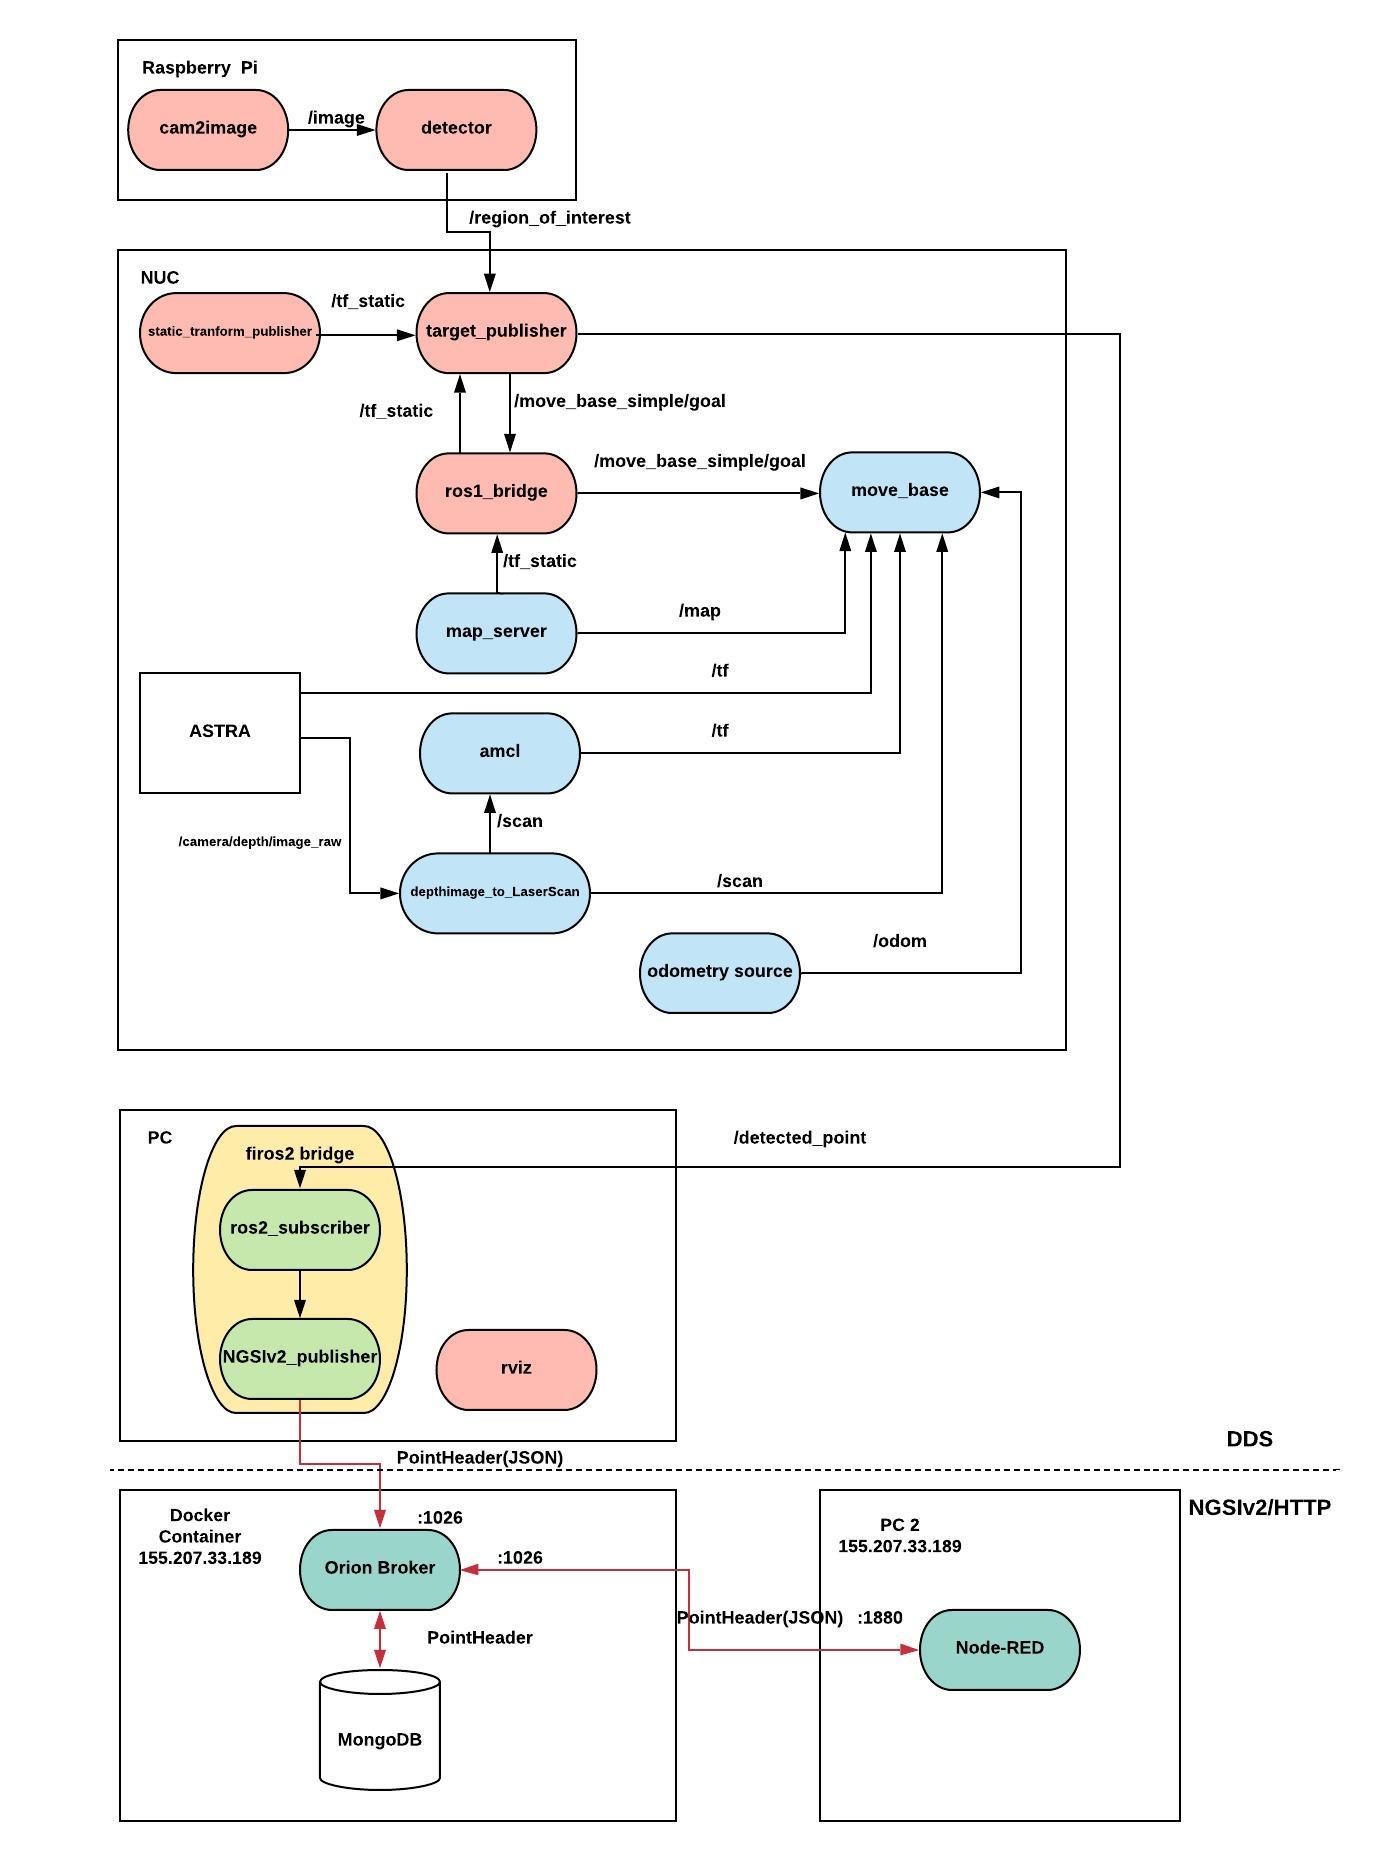 Raspberry Pi
cam2image
/image
detector
/region_of_interest
NUC
static_tranform_publisher
/tf_static
target_publisher
/tf_static
/move_base_simple/goal
ros1_bridge
/move_base_simple/goal
move_base
/tf_static
map_server
/map
/tf
ASTRA
amcl
/tf
/scan
/camera/depth/image_raw
depthimage_to_LaserScan
/scan
odometry source
/odom
PC
firos2 bridge
/detected_point
ros2_subscriber
NGSIv2_publisher
rviz
DDS
PointHeader(JSON)
NGSIv2/HTTP
Docker
Container
155.207.33.189
:1026
Orion Broker
:1026
PC 2
155.207.33.189
PointHeader(JSON)
:1880
PointHeader
Node-RED
MongoDB